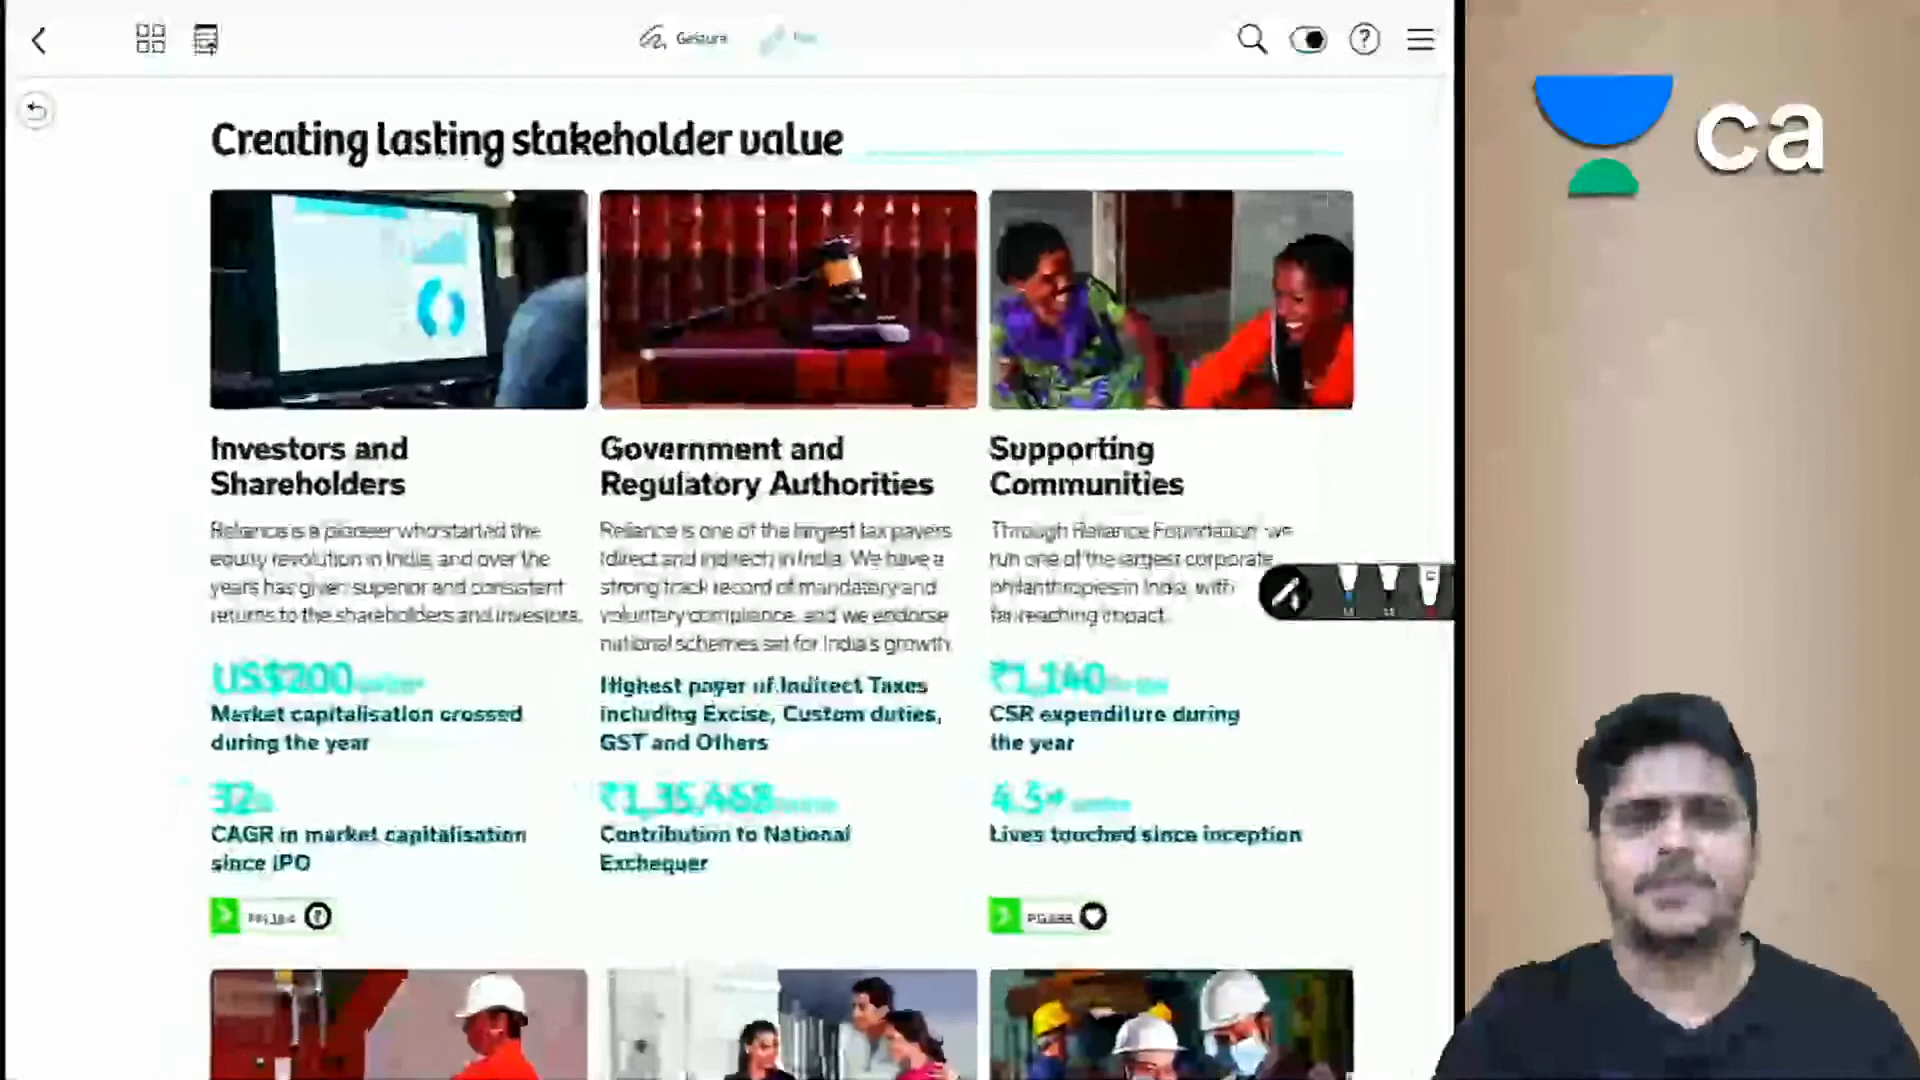 Gesture
ca
Creating lasting stakeholder value
Investors and
Shareholders
Reliance is a pioneer who started the
equity revolution in India, and over the
years has given superior and consistent
returns to the shareholders and investors.
US$200
Market capitalisation crossed
during the year
32%
CAGR in market capitalisation
since IPO
Government and
Regulatory Authorities
Reliance is one of the largest tax payers
(direct and indirect) in India. We have a
strong track record of mandatory and
voluntary compliance, and we endorse
national schemes set for India's growth.
Highest payer of Indirect Taxes
including Excise, Custom duties,
GST and Others
₹1,35,468
Contribution to National
Exchequer
Supporting
Communities
Through Reliance Foundation, we
run one of the largest corporate
philanthropies in India, with
far-reaching impact.
₹1,140
CSR expenditure during
the year
4.5+
Lives touched since inception